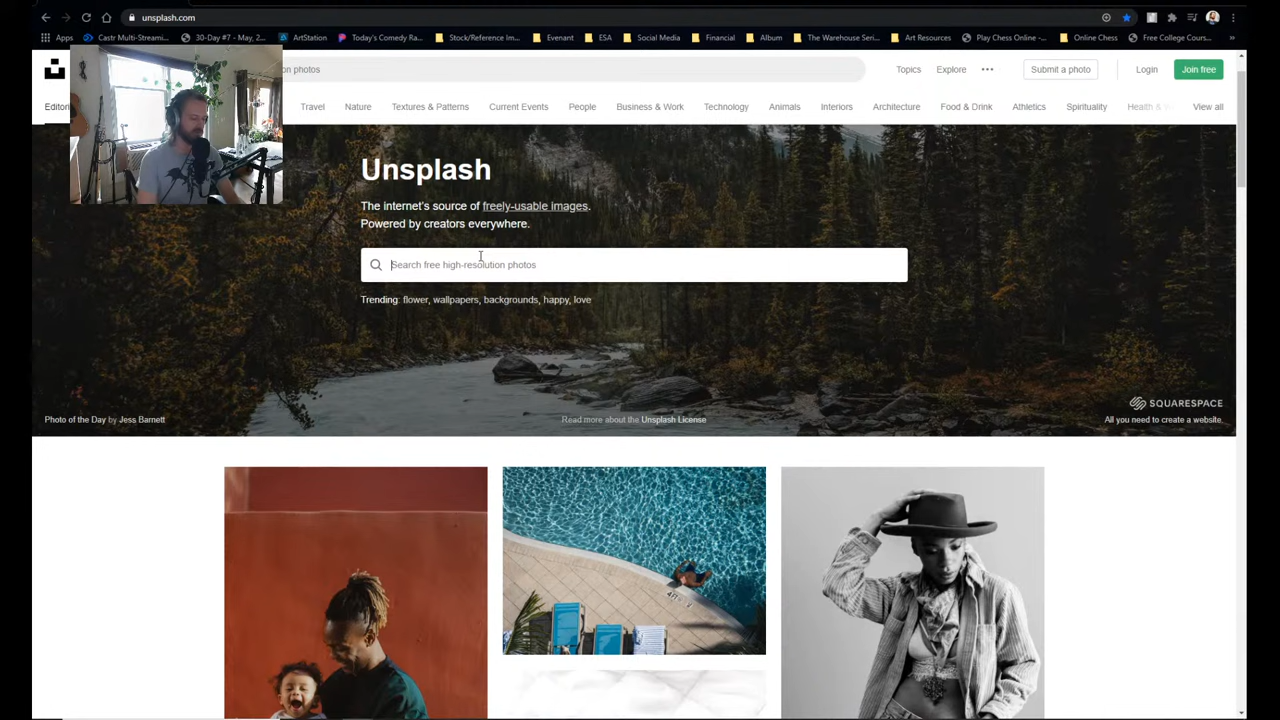 unsplash.com
Apps
Castr Multi-Streami...
30-Day #7 - May, 2...
ArtStation
Today's Comedy Ra...
Stock/Reference Im...
Evenant
ESA
Social Media
Financial
Album
The Warehouse Seri...
Art Resources
Play Chess Online -...
Online Chess
Free College Cours...
on photos
Topics
Explore
Submit a photo
Login
Join free
Editori
Travel
Nature
Textures & Patterns
Current Events
People
Business & Work
Technology
Animals
Interiors
Architecture
Food & Drink
Athletics
Spirituality
Health &
View all
Unsplash
The internet's source of freely-usable images.
Powered by creators everywhere.
Search free high-resolution photos
Trending: flower, wallpapers, backgrounds, happy, love
Photo of the Day by Jess Barnett
Read more about the Unsplash License
SQUARESPACE
All you need to create a website.
4FT